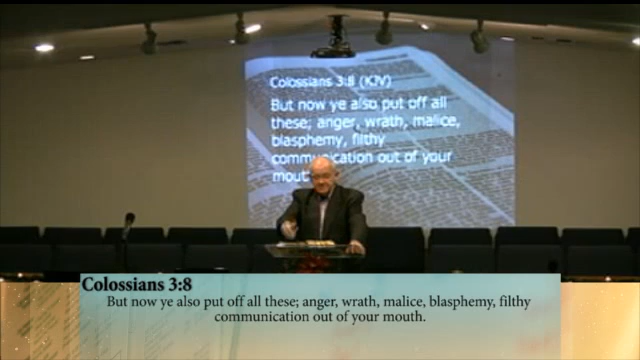 Colossians 3:8 (KJV)
But now ye also put off all
these; anger, wrath, malice,
blasphemy, filthy
communication out of your
mout
Colossians 3:8
But now ye also put off all these; anger, wrath, malice, blasphemy, filthy
communication out of your mouth.